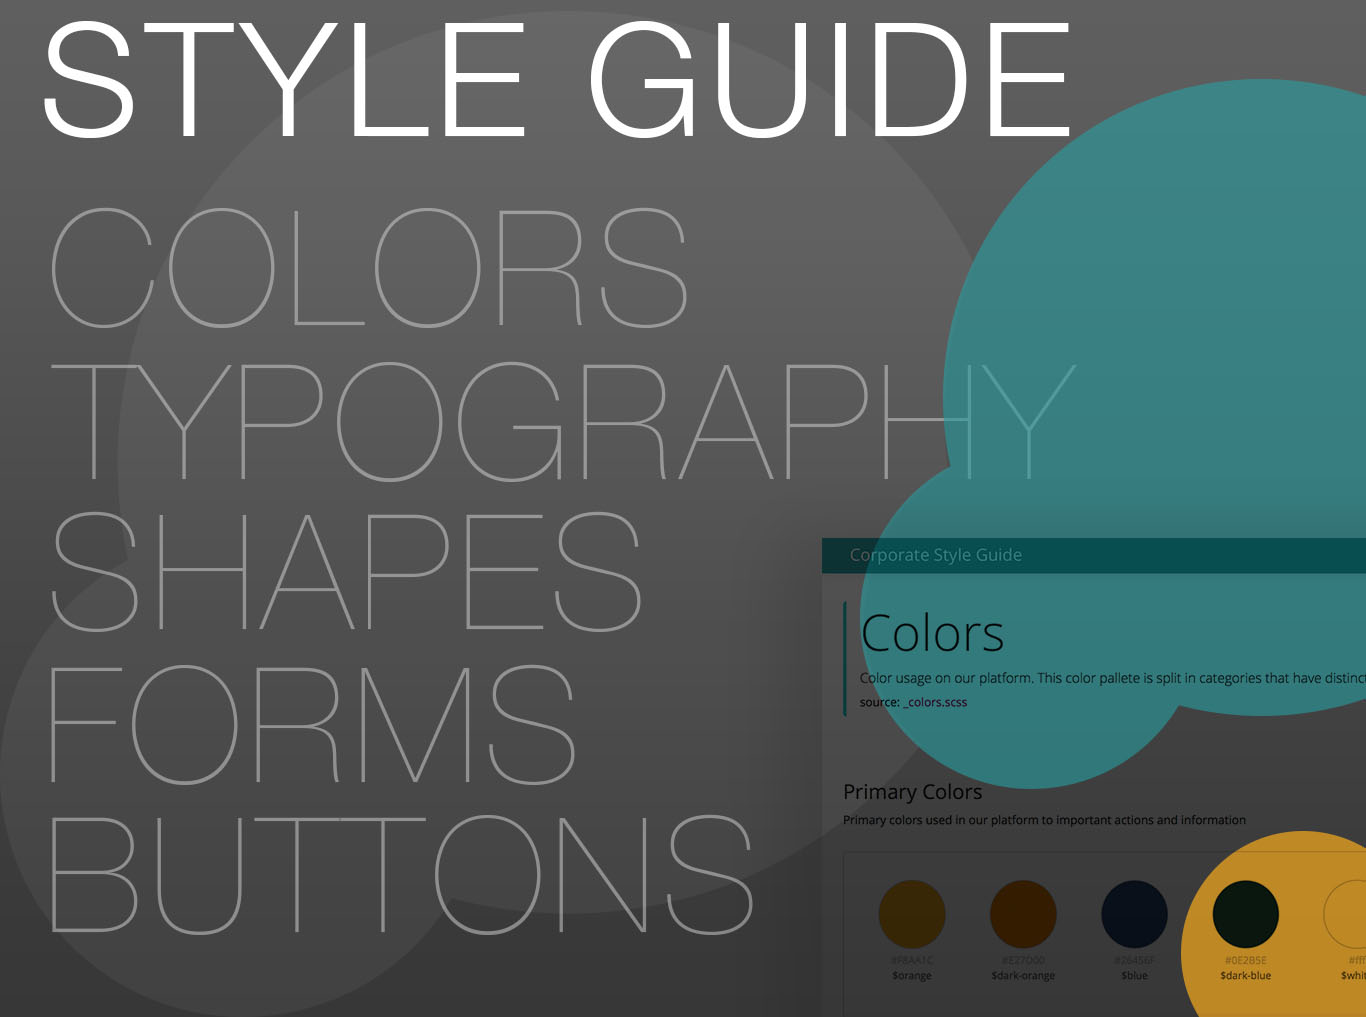 STYLE GUIDE
COLORS
TYPOGRAPHY
SHAPES
FORMS
BUTTONS
Corporate Style Guide
Colors
Color usage on our platform. This color pallete is split in categories that have distinct
source: _colors.scss
Primary Colors
Primary colors used in our platform to important actions and information
#F8AA1C #E27D00 #26456F #0E2B5E #fff
$orange $dark-orange $blue $dark-blue $whit